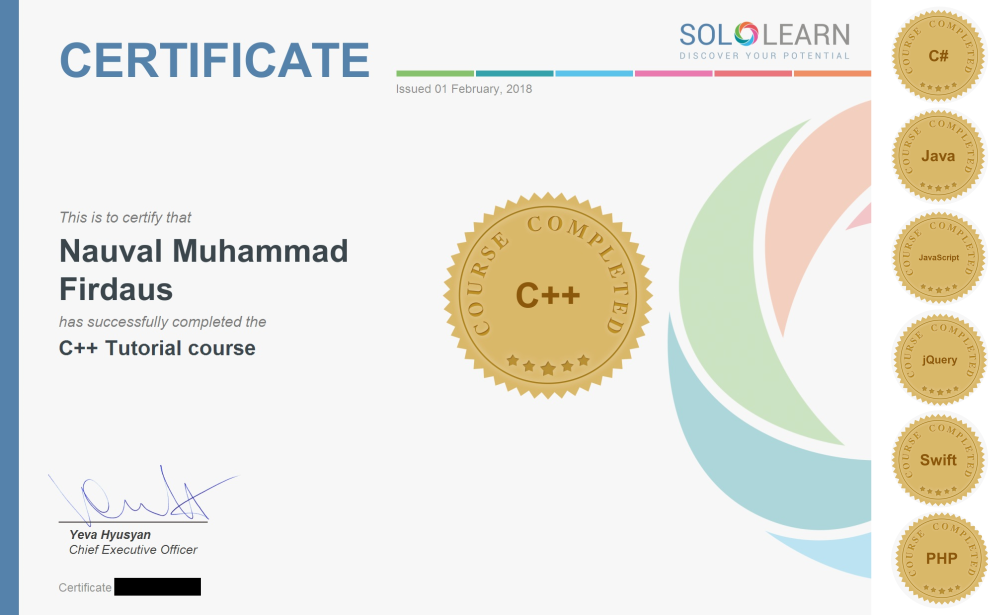 CERTIFICATE
SOLOLEARN
DISCOVER YOUR POTENTIAL
Issued 01 February, 2018
This is to certify that
Nauval Muhammad
Firdaus
has successfully completed the
C++ Tutorial course
COURSE COMPLETED
C++
Yeva Hyusyan
Chief Executive Officer
Certificate
COURSE COMPLETED
C#
COURSE COMPLETED
Java
COURSE COMPLETED
JavaScript
COURSE COMPLETED
jQuery
COURSE COMPLETED
Swift
COURSE COMPLETED
PHP